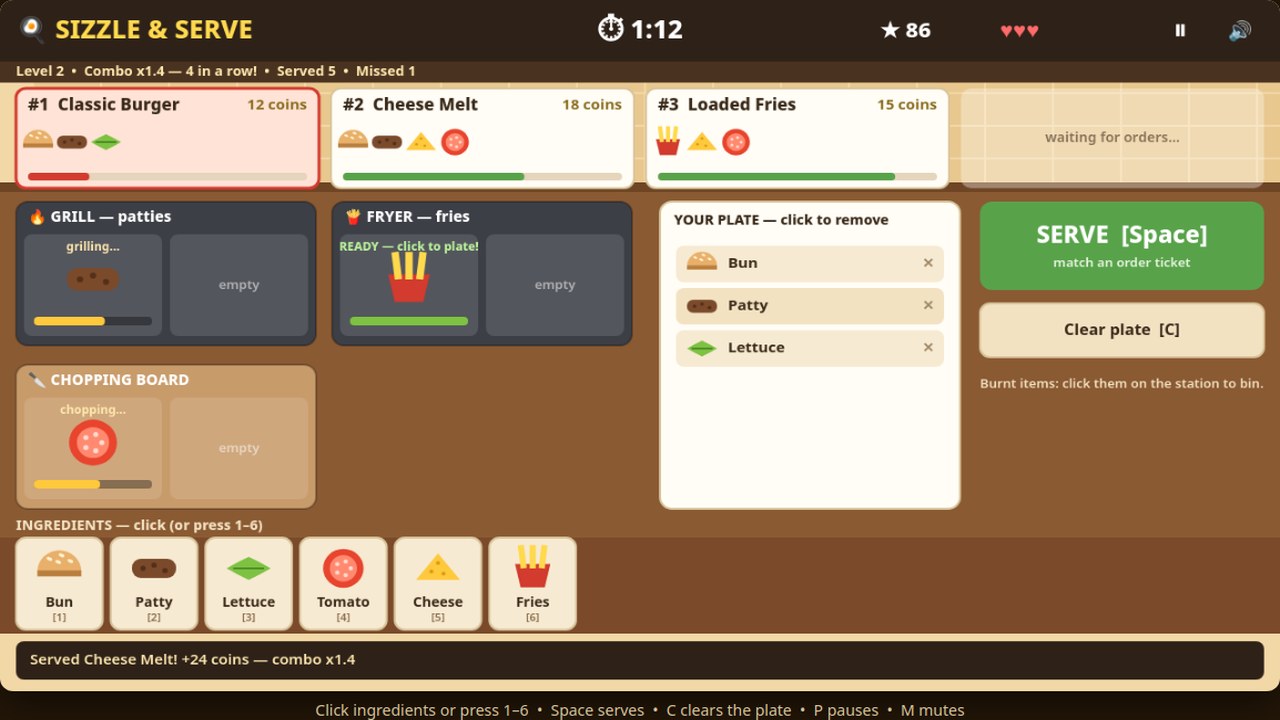 SIZZLE & SERVE
1:12
★ 86
♥♥♥
Level 2 • Combo x1.4 — 4 in a row! • Served 5 • Missed 1
#1 Classic Burger 12 coins
#2 Cheese Melt 18 coins
#3 Loaded Fries 15 coins
waiting for orders...
GRILL — patties
grilling...
empty
FRYER — fries
READY — click to plate!
empty
YOUR PLATE — click to remove
Bun ×
Patty ×
Lettuce ×
SERVE [Space]
match an order ticket
Clear plate [C]
Burnt items: click them on the station to bin.
CHOPPING BOARD
chopping...
empty
INGREDIENTS — click (or press 1–6)
Bun
[1]
Patty
[2]
Lettuce
[3]
Tomato
[4]
Cheese
[5]
Fries
[6]
Served Cheese Melt! +24 coins — combo x1.4
Click ingredients or press 1–6 • Space serves • C clears the plate • P pauses • M mutes